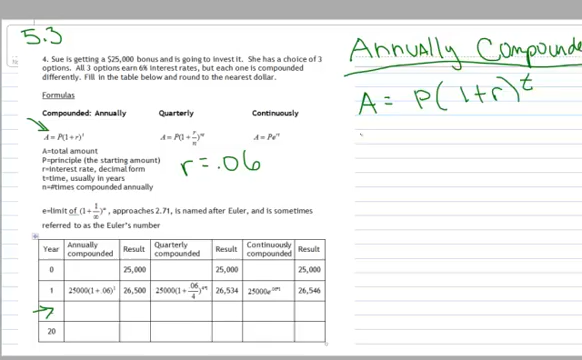 5.3
4. Sue is getting a $25,000 bonus and is going to invest it. She has a choice of 3
options. All 3 options earn 6% interest rates, but each one is compounded
differently. Fill in the table below and round to the nearest dollar.
Formulas
Compounded: Annually Quarterly Continuously
A = P(1+r)^t A = P(1+r/n)^nt A = Pe^rt
A=total amount
P=principle (the starting amount)
r=interest rate, decimal form
t=time, usually in years
n=#times compounded annually
r=.06
e=limit of (1+1/∞)^∞, approaches 2.71, is named after Euler, and is sometimes
referred to as the Euler's number
Year Annually compounded Result Quarterly compounded Result Continuously compounded Result
0 25,000 25,000 25,000
1 25000(1+.06)^1 26,500 25000(1+.06/4)^4*1 26,534 25000e^.06*1 26,546
20
Annually Compounde
A = P(1+r)^t